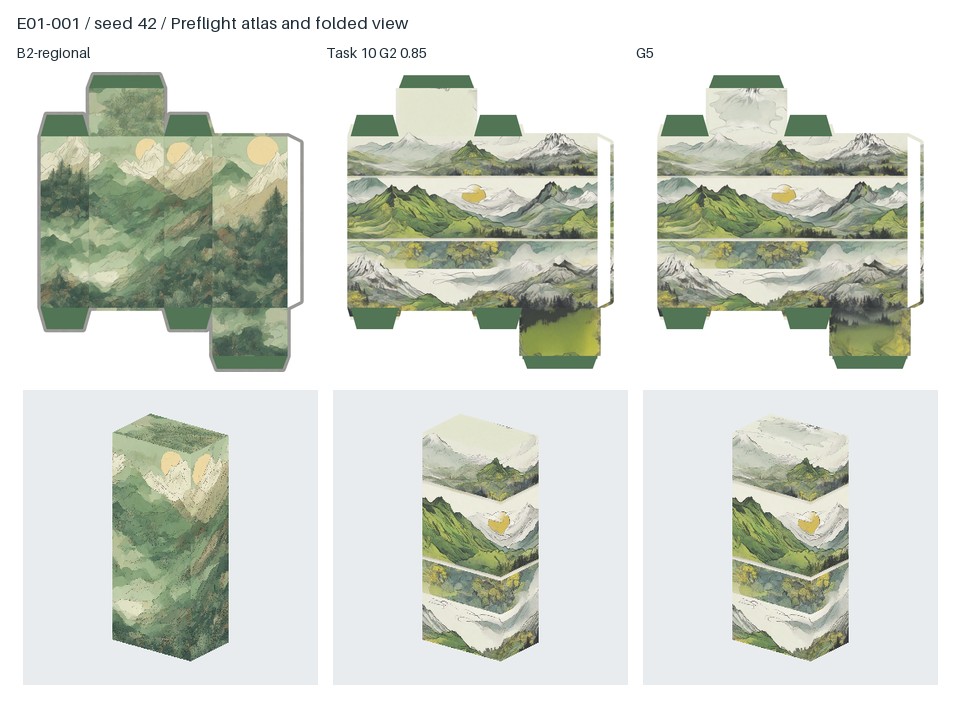 E01-001 / seed 42 / Preflight atlas and folded view
B2-regional
Task 10 G2 0.85
G5